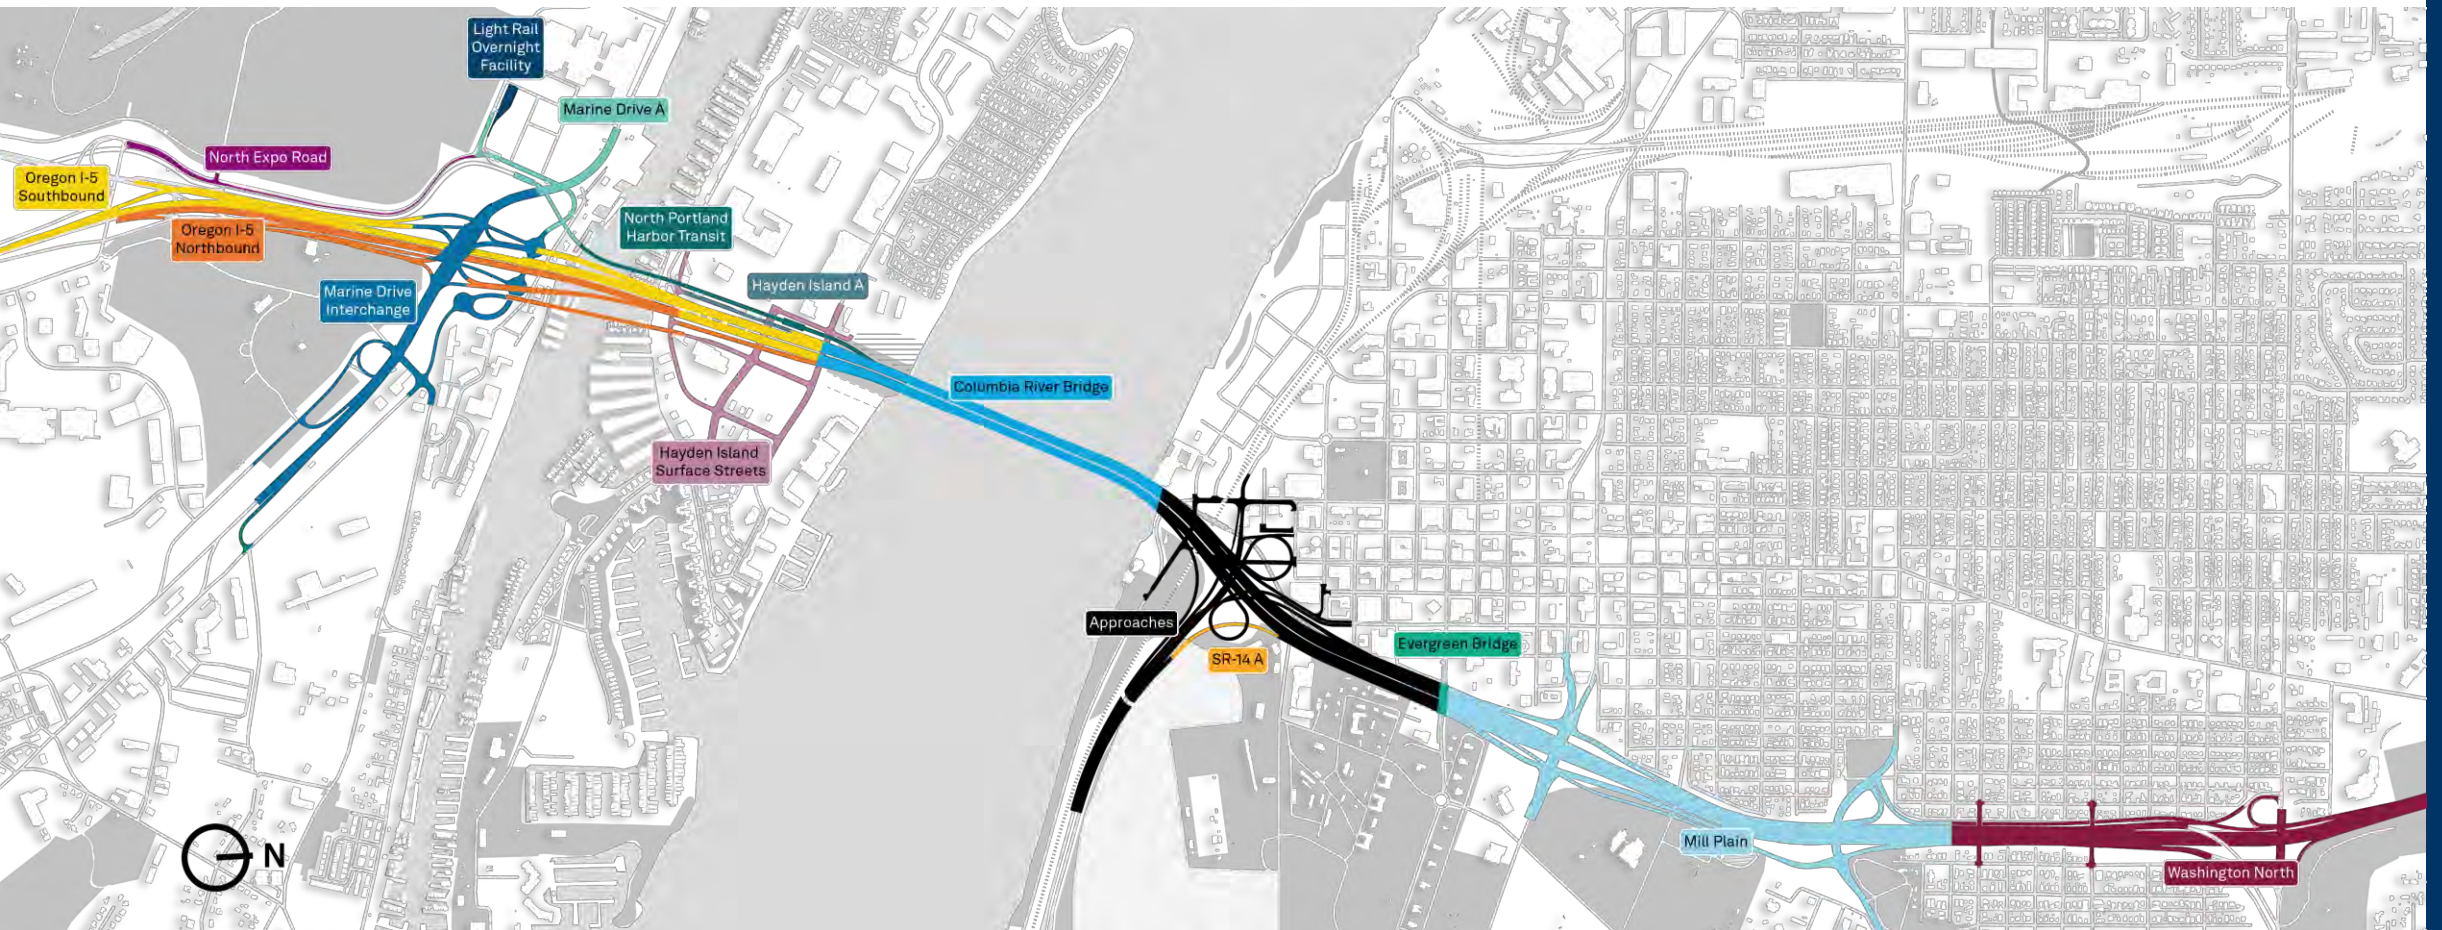 Light Rail
Overnight
Facility
Marine Drive A
North Expo Road
Oregon I-5
Southbound
North Portland
Harbor Transit
Oregon I-5
Northbound
Hayden Island A
Marine Drive
Interchange
Columbia River Bridge
Hayden Island
Surface Streets
Approaches
Evergreen Bridge
SR-14 A
Mill Plain
N
Washington North